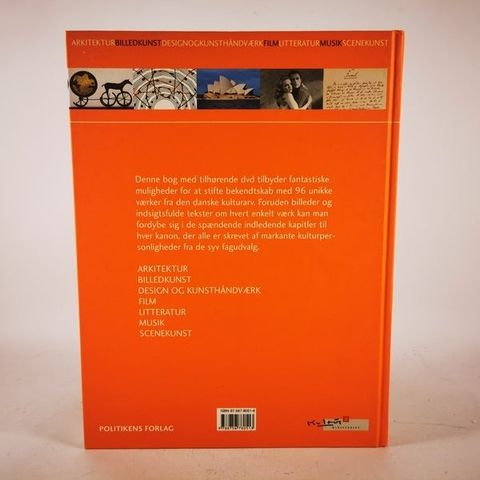 ARKITEKTURBILLEDKUNSTDESIGNOGKUNSTHÅNDVÆRKFILMLITTERATURMUSIKSCENEKUNST
Denne bog med tilhørende dvd tilbyder fantastiske
muligheder for at stifte bekendtskab med 96 unikke
værker fra den danske kulturarv. Foruden billeder og
indsigtsfulde tekster om hvert enkelt værk kan man
fordybe sig i de spændende indledende kapitler til
hver kanon, der alle er skrevet af markante kulturper-
sonligheder fra de syv fagudvalg.
ARKITEKTUR
BILLEDKUNST
DESIGN OG KUNSTHÅNDVÆRK
FILM
LITTERATUR
MUSIK
SCENEKUNST
POLITIKENS FORLAG